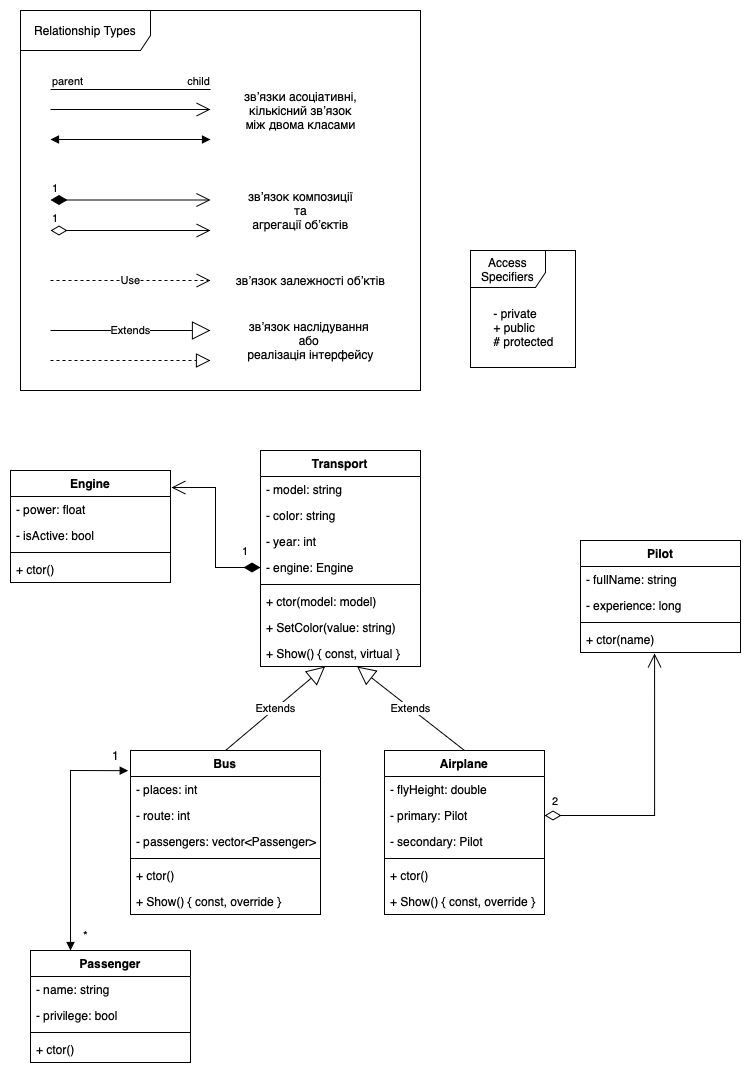 Relationship Types
parent
child
зв'язки асоціативні,
кількісний зв'язок
між двома класами
1
зв'язок композиції
та
1
агрегації об'єктів
Use
зв'язок залежності об'ктів
Extends
зв'язок наслідування
або
реалізація інтерфейсу
Access
Specifiers
- private
+ public
# protected
Engine
- power: float
- isActive: bool
+ ctor()
1
Transport
- model: string
- color: string
- year: int
- engine: Engine
+ ctor(model: model)
+ SetColor(value: string)
+ Show() { const, virtual }
Pilot
- fullName: string
- experience: long
+ ctor(name)
Extends
Extends
1
Bus
- places: int
- route: int
- passengers: vector<Passenger>
+ ctor()
+ Show() { const, override }
Airplane
- flyHeight: double
- primary: Pilot
- secondary: Pilot
+ ctor()
+ Show() { const, override }
2
*
Passenger
- name: string
- privilege: bool
+ ctor()